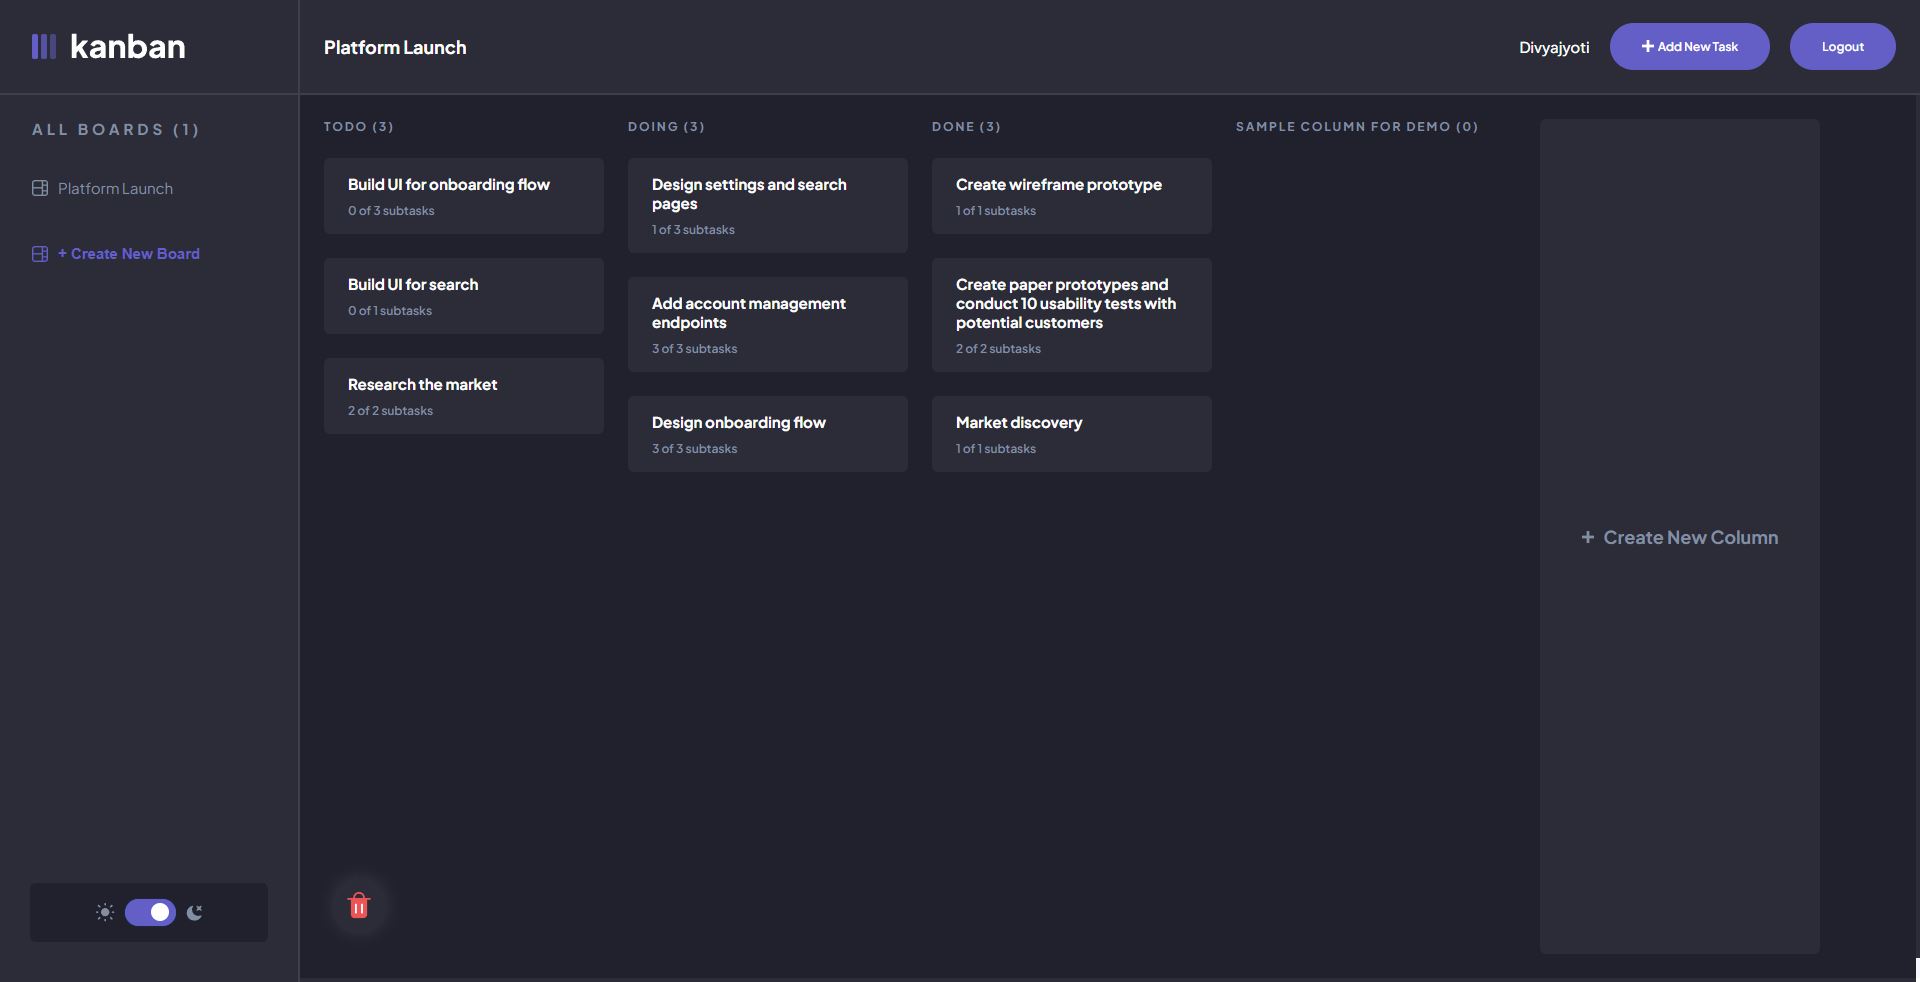 kanban
Platform Launch
Divyajyoti
+ Add New Task
Logout
ALL BOARDS (1)
Platform Launch
+ Create New Board
TODO (3)
Build UI for onboarding flow
0 of 3 subtasks
Build UI for search
0 of 1 subtasks
Research the market
2 of 2 subtasks
DOING (3)
Design settings and search
pages
1 of 3 subtasks
Add account management
endpoints
3 of 3 subtasks
Design onboarding flow
3 of 3 subtasks
DONE (3)
Create wireframe prototype
1 of 1 subtasks
Create paper prototypes and
conduct 10 usability tests with
potential customers
2 of 2 subtasks
Market discovery
1 of 1 subtasks
SAMPLE COLUMN FOR DEMO (0)
+ Create New Column